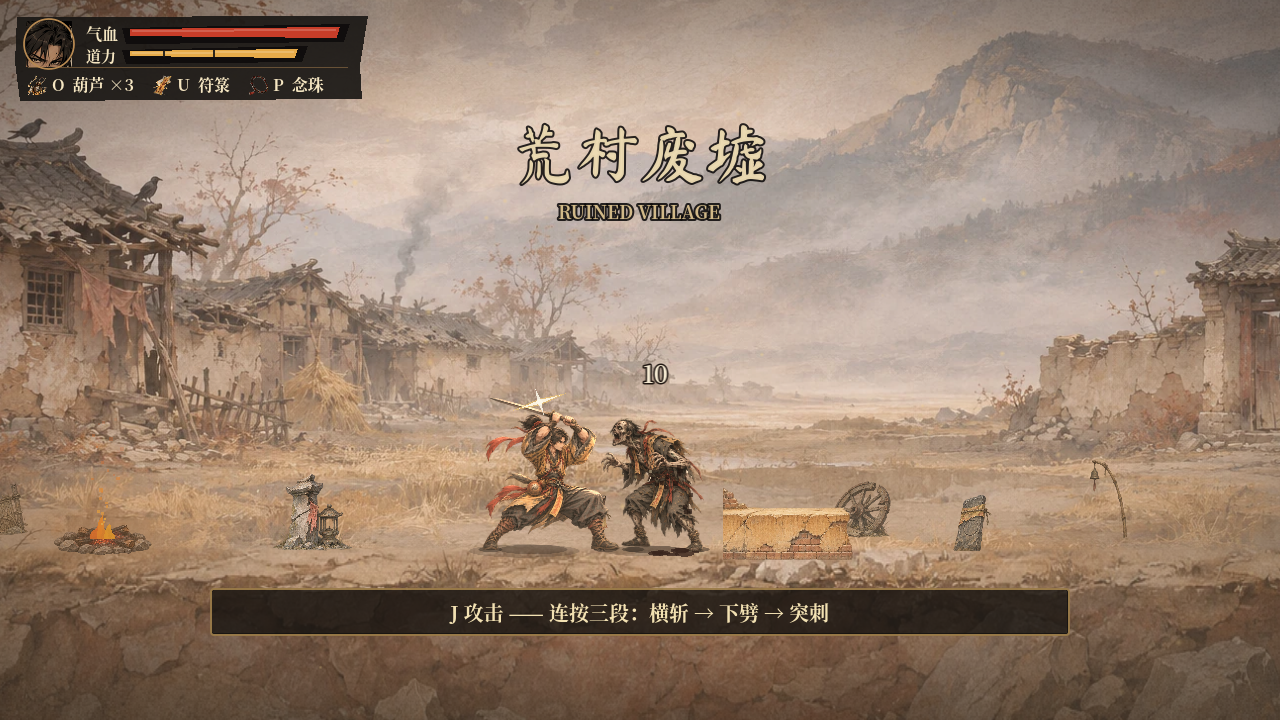 气血
道力
O 葫芦 ×3 U 符箓 P 念珠
荒村废墟
RUINED VILLAGE
10
J 攻击 —— 连按三段：横斩 → 下劈 → 突刺